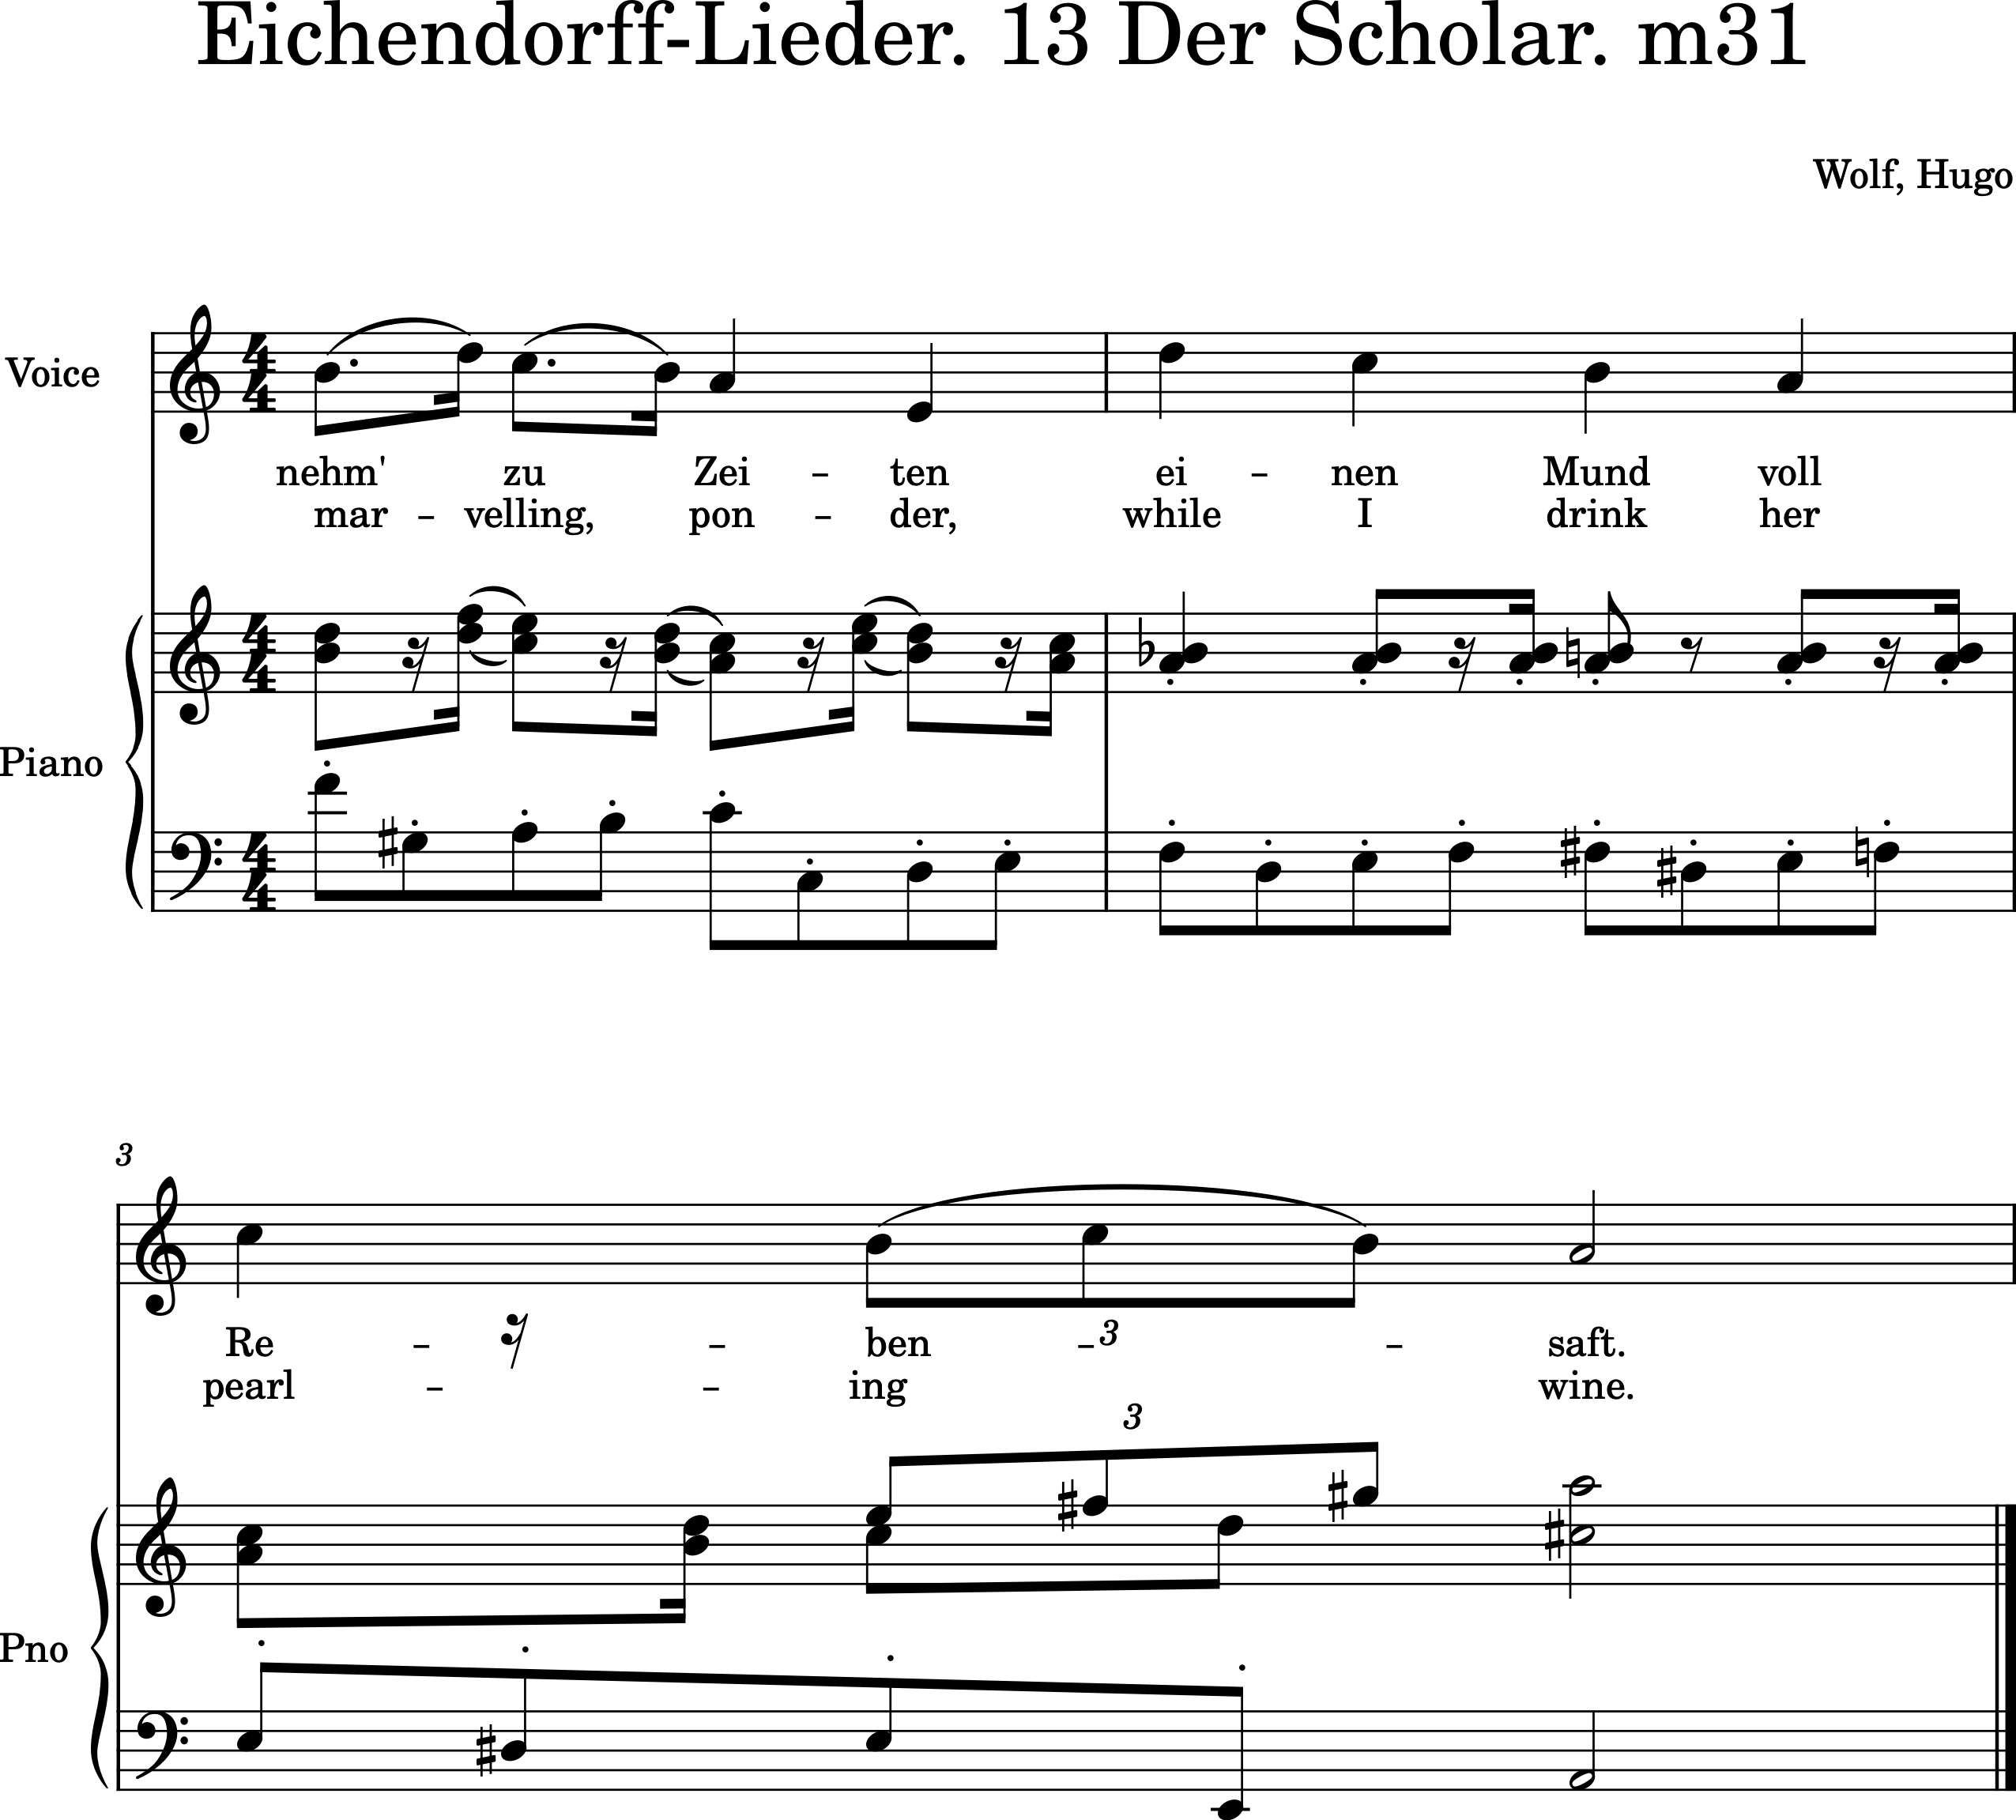 Eichendorff-Lieder. 13 Der Scholar. m31
Wolf, Hugo
Voice
nehm' zu Zei - ten ei - nen Mund voll
mar - velling, pon - der, while I drink her
Piano
3
Re - - ben - - saft.
3
pearl - - ing wine.
3
Pno